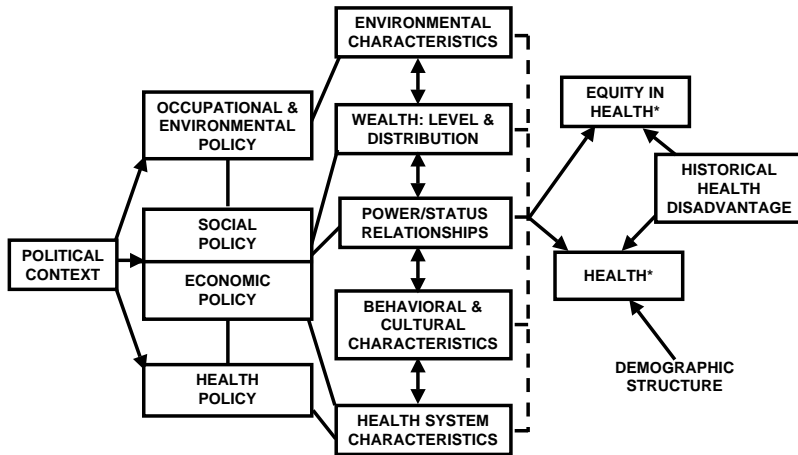 ENVIRONMENTAL
CHARACTERISTICS
OCCUPATIONAL &
ENVIRONMENTAL
POLICY
WEALTH: LEVEL &
DISTRIBUTION
EQUITY IN
HEALTH*
HISTORICAL
HEALTH
DISADVANTAGE
POLITICAL
CONTEXT
SOCIAL
POLICY
ECONOMIC
POLICY
POWER/STATUS
RELATIONSHIPS
HEALTH*
BEHAVIORAL &
CULTURAL
CHARACTERISTICS
HEALTH
POLICY
HEALTH SYSTEM
CHARACTERISTICS
DEMOGRAPHIC
STRUCTURE